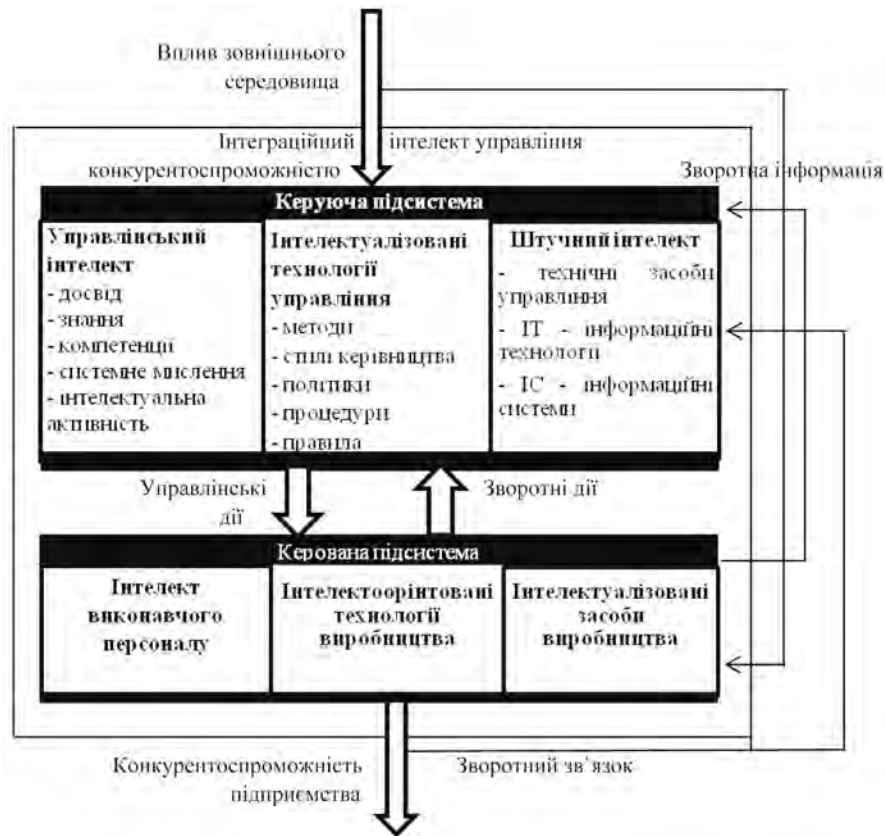 Вплив зовнішнього
середовища
Інтеграційний інтелект управління
конкурентоспроможністю
Зворотна інформація
Керуюча підсистема
Управлінський
інтелект
- досвід
- знання
- компетенції
- системне мислення
- інтелектуальна
активність
Інтелектуалізовані
технології
управління
- методи
- стилі керівництва
- політики
- процедури
- правила
Штучний інтелект
- технічні засоби
управління
- ІТ - інформаційні
технології
- ІС - інформаційні
системи
Управлінські
дії
Зворотні дії
Керована підсистема
Інтелект
виконавчого
персоналу
Інтелектоорінтовані
технології
виробництва
Інтелектуалізовані
засоби
виробництва
Конкурентоспроможність
підприємства
Зворотний зв'язок